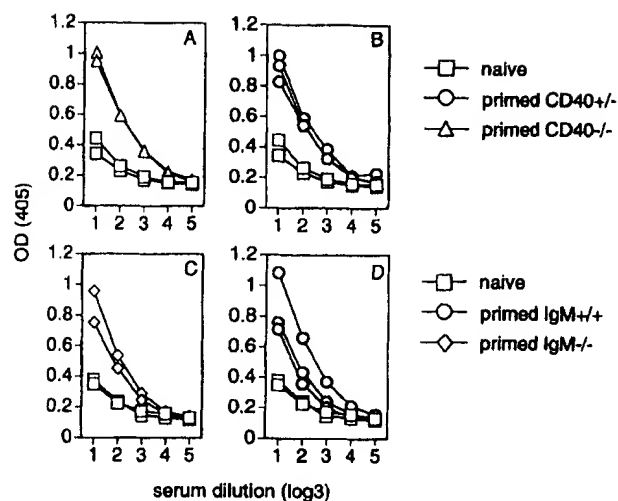 A
B
1.2
1
0.8
0.6
0.4
0.2
0
1 2 3 4 5
1.2
1
0.8
0.6
0.4
0.2
0
1 2 3 4 5
naive
primed CD40+/-
primed CD40-/-
OD (405)
C
D
1.2
1
0.8
0.6
0.4
0.2
0
1 2 3 4 5
1.2
1
0.8
0.6
0.4
0.2
0
1 2 3 4 5
naive
primed IgM+/+
primed IgM-/-
serum dilution (log3)